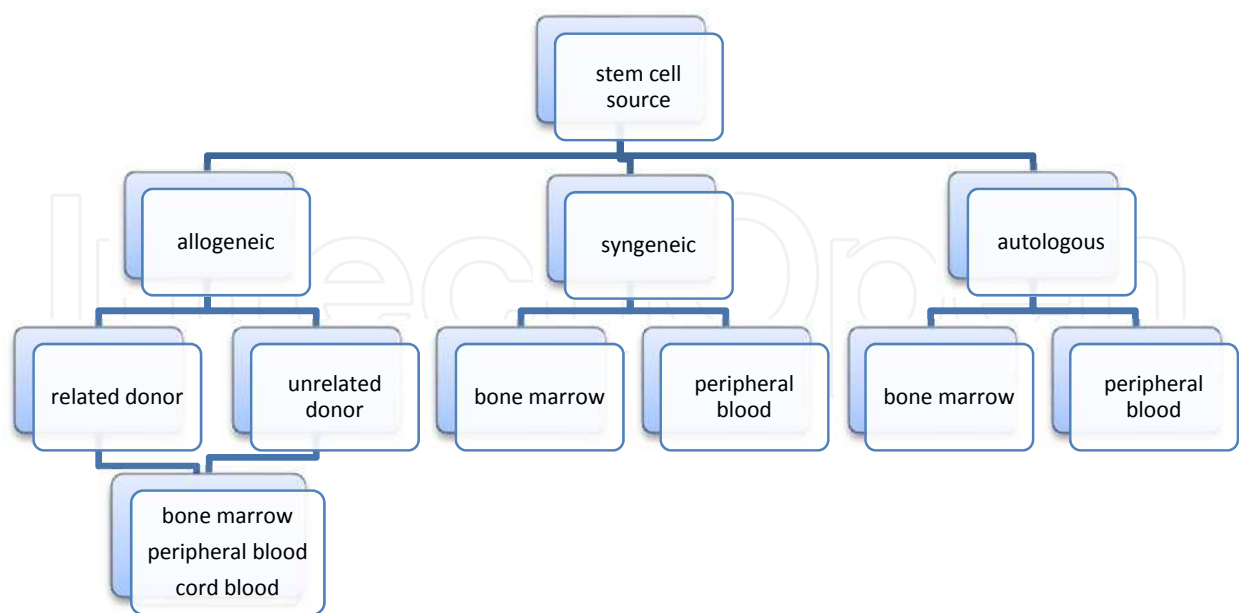 stem cell
source
allogeneic
syngeneic
autologous
related donor
unrelated
donor
bone marrow
peripheral
blood
bone marrow
peripheral
blood
bone marrow
peripheral blood
cord blood